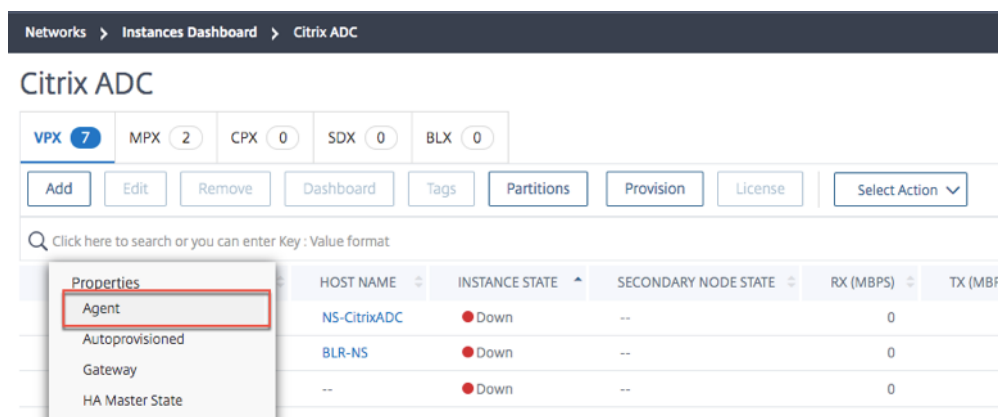 Networks > Instances Dashboard > Citrix ADC
Citrix ADC
VPX 7 MPX 2 CPX 0 SDX 0 BLX 0
Add Edit Remove Dashboard Tags Partitions Provision License Select Action
Click here to search or you can enter Key : Value format
Properties HOST NAME INSTANCE STATE SECONDARY NODE STATE RX (MBPS) TX (MBP
Agent NS-CitrixADC Down -- 0
Autoprovisioned
BLR-NS Down -- 0
Gateway
-- Down -- 0
HA Master State